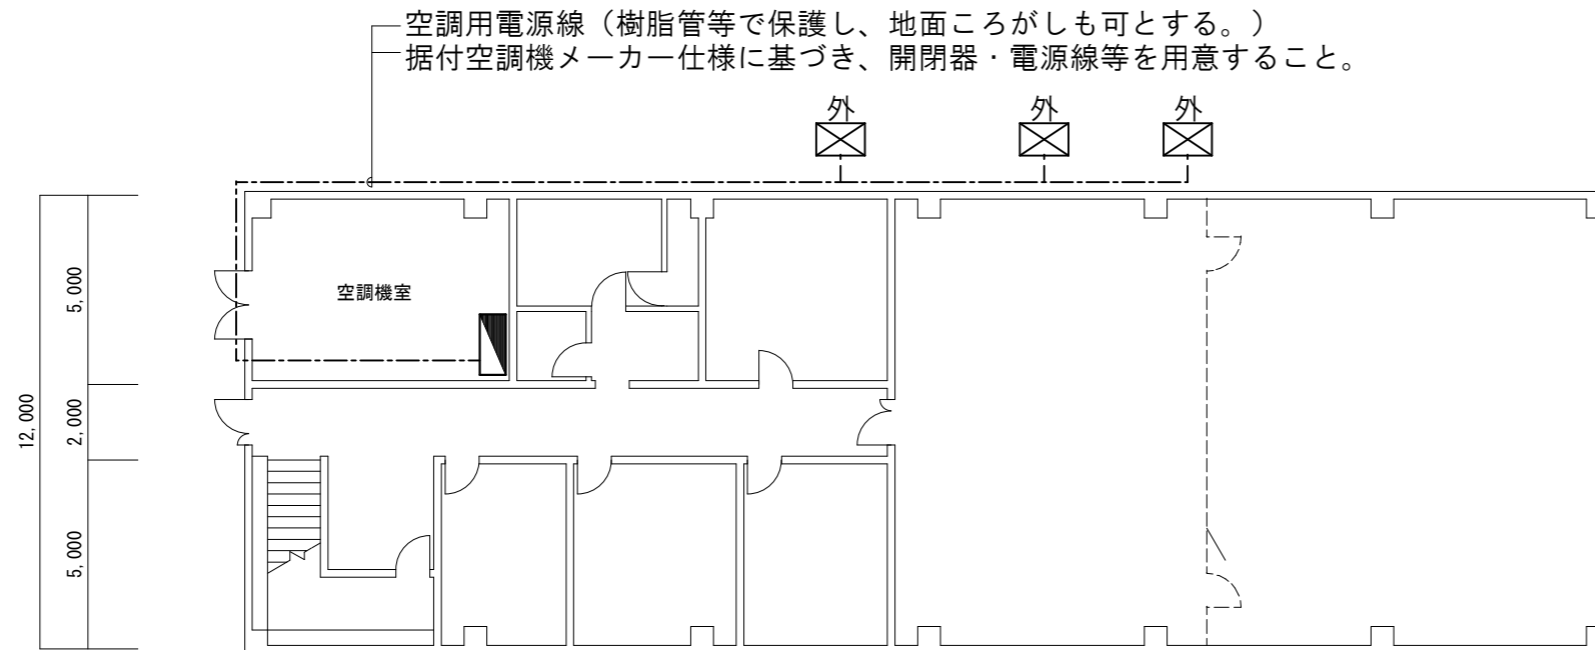 空調用電源線（樹脂管等で保護し、地面ころがしも可とする。）
据付空調機メーカー仕様に基づき、開閉器・電源線等を用意すること。
外
外
外
空調機室
5,000
2,000
12,000
5,000